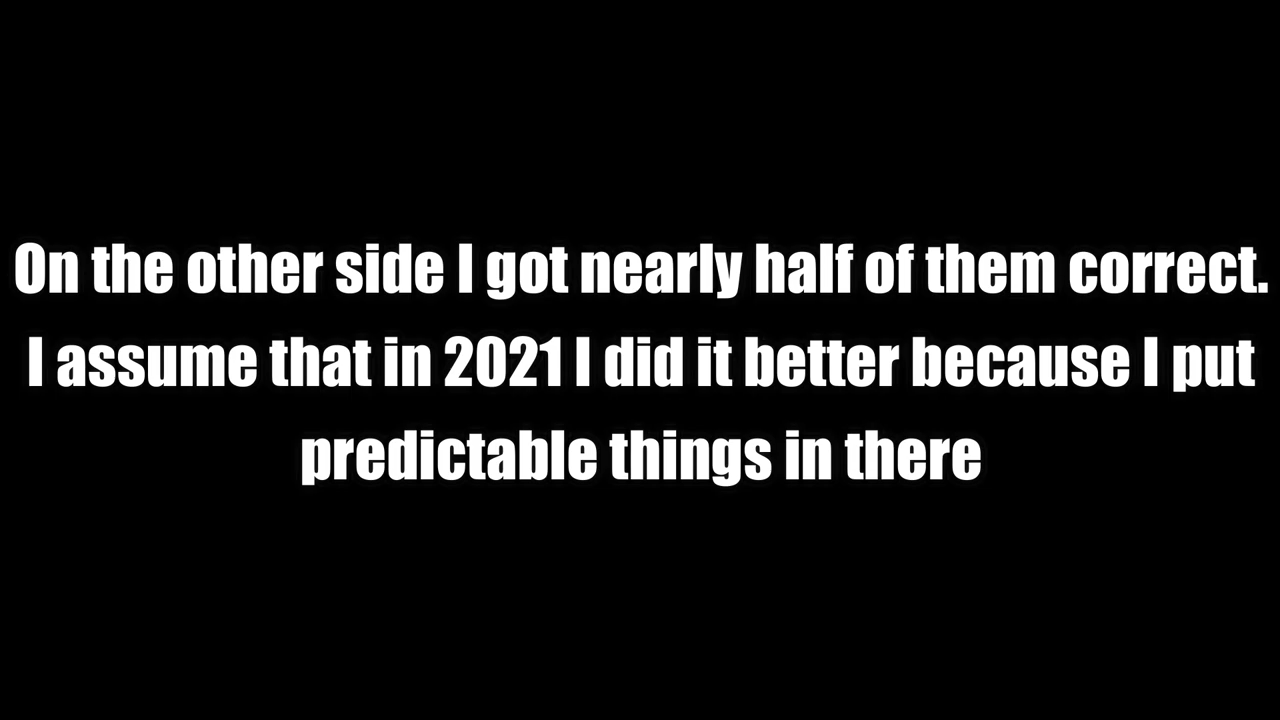 On the other side I got nearly half of them correct.
I assume that in 2021 I did it better because I put
predictable things in there